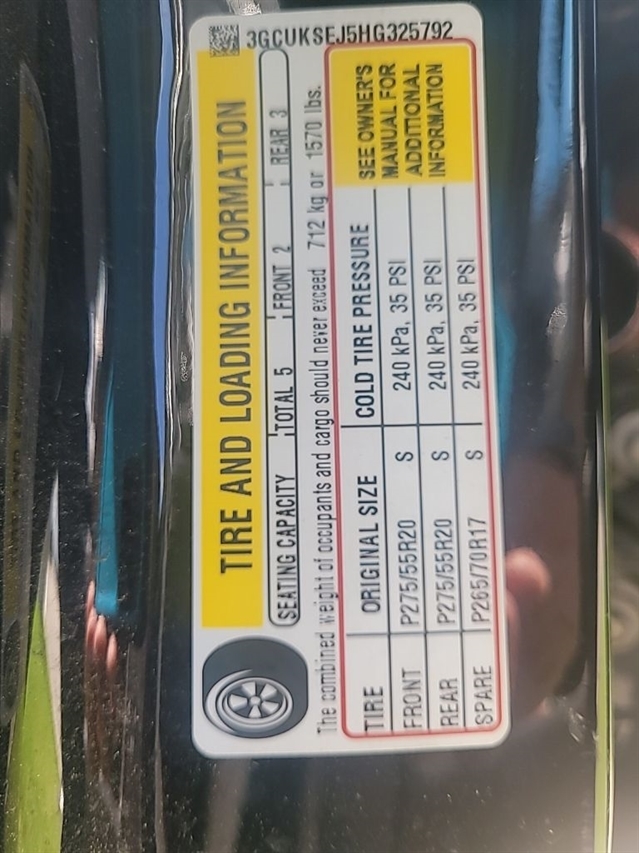 3GCUKSEJ5HG325792
TIRE AND LOADING INFORMATION
SEATING CAPACITY TOTAL 5 FRONT 2 REAR 3
The combined weight of occupants and cargo should never exceed 712 kg or 1570 lbs.
TIRE ORIGINAL SIZE COLD TIRE PRESSURE
FRONT P275/55R20 S 240 kPa, 35 PSI
REAR P275/55R20 S 240 kPa, 35 PSI
SPARE P265/70R17 S 240 kPa, 35 PSI
SEE OWNER'S
MANUAL FOR
ADDITIONAL
INFORMATION